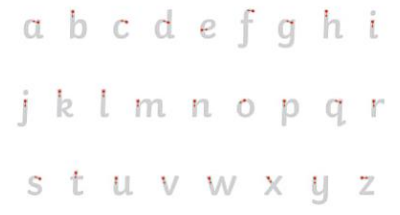 a b c d e f g h i
j k l m n o p q r
s t u v w x y z